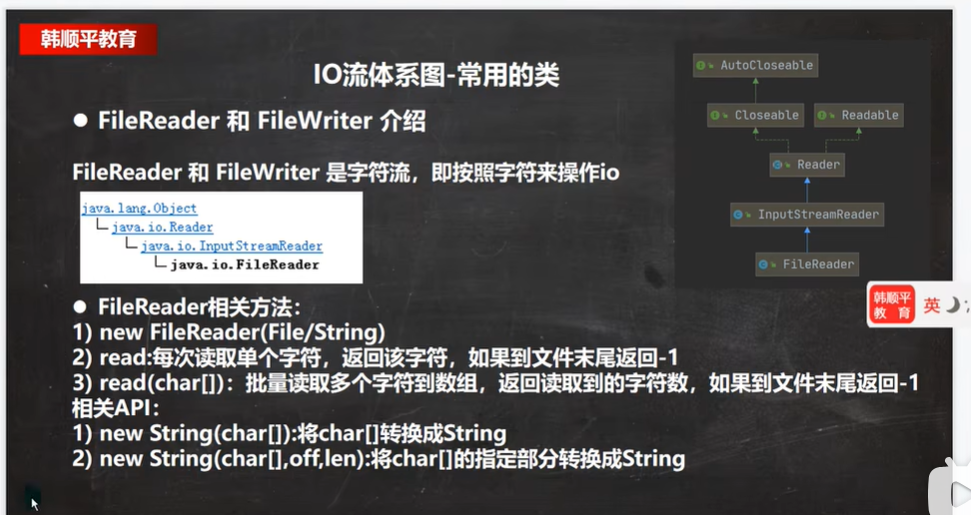 韩顺平教育
IO流体系图-常用的类
● FileReader 和 FileWriter 介绍
FileReader 和 FileWriter 是字符流，即按照字符来操作io
java.lang.Object
java.io.Reader
java.io.InputStreamReader
java.io.FileReader
AutoCloseable
Closeable
Readable
Reader
InputStreamReader
FileReader
● FileReader相关方法：
1) new FileReader(File/String)
2) read:每次读取单个字符，返回该字符，如果到文件末尾返回-1
3) read(char[])：批量读取多个字符到数组，返回读取到的字符数，如果到文件末尾返回-1
相关API：
1) new String(char[]):将char[]转换成String
2) new String(char[],off,len):将char[]的指定部分转换成String
韩顺平
教 育
英